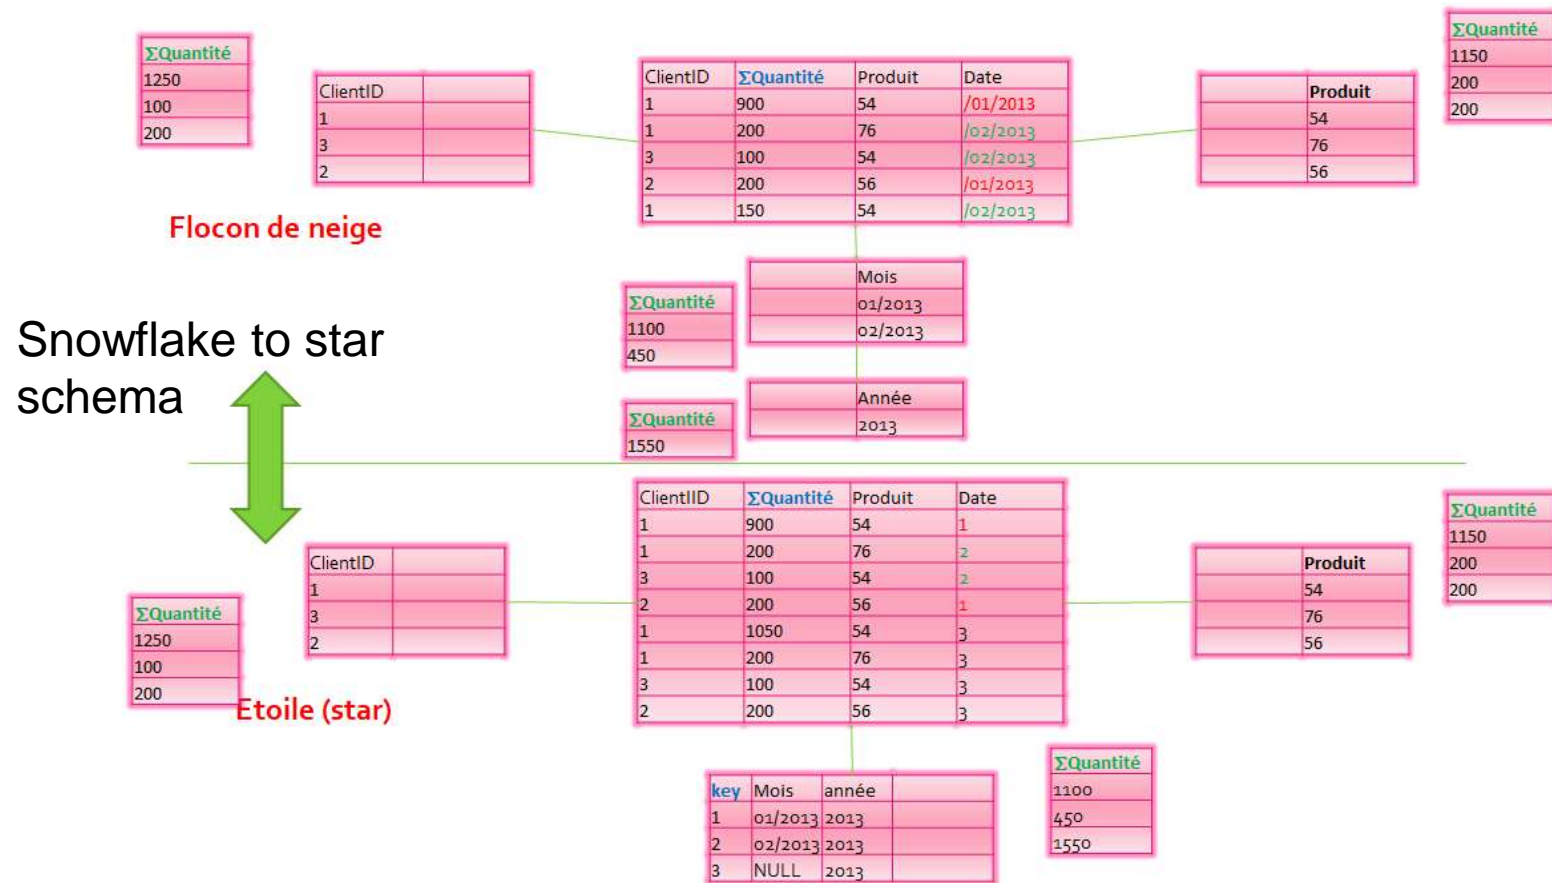 ΣQuantité
1250
100
200
ClientID
1
3
2
ClientID ΣQuantité Produit Date
1 900 54 /01/2013
1 200 76 /02/2013
3 100 54 /02/2013
2 200 56 /01/2013
1 150 54 /02/2013
Produit
54
76
56
ΣQuantité
1150
200
200
Flocon de neige
ΣQuantité
1100
450
Mois
01/2013
02/2013
ΣQuantité
1550
Année
2013
Snowflake to star
schema
ClientIID ΣQuantité Produit Date
1 900 54 1
1 200 76 2
3 100 54 2
2 200 56 1
1 1050 54 3
1 200 76 3
3 100 54 3
2 200 56 3
ClientID
1
3
2
ΣQuantité
1250
100
200
Produit
54
76
56
ΣQuantité
1150
200
200
Etoile (star)
key Mois année
1 01/2013 2013
2 02/2013 2013
3 NULL 2013
ΣQuantité
1100
450
1550